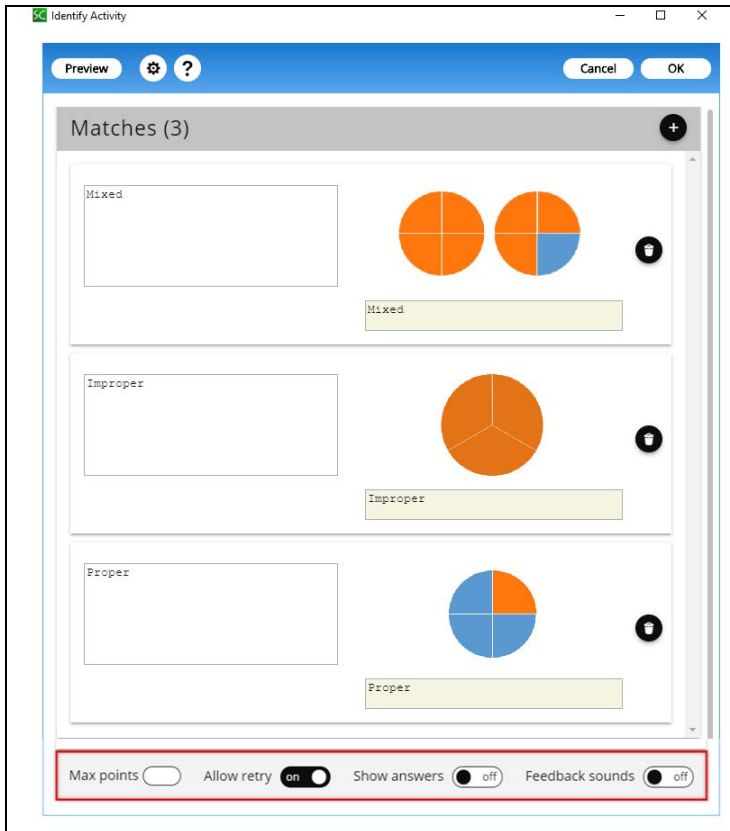 SC Identify Activity
Preview ? Cancel OK
Matches (3) +
Mixed
Mixed
Improper
Improper
Proper
Proper
Max points Allow retry on Show answers off Feedback sounds off